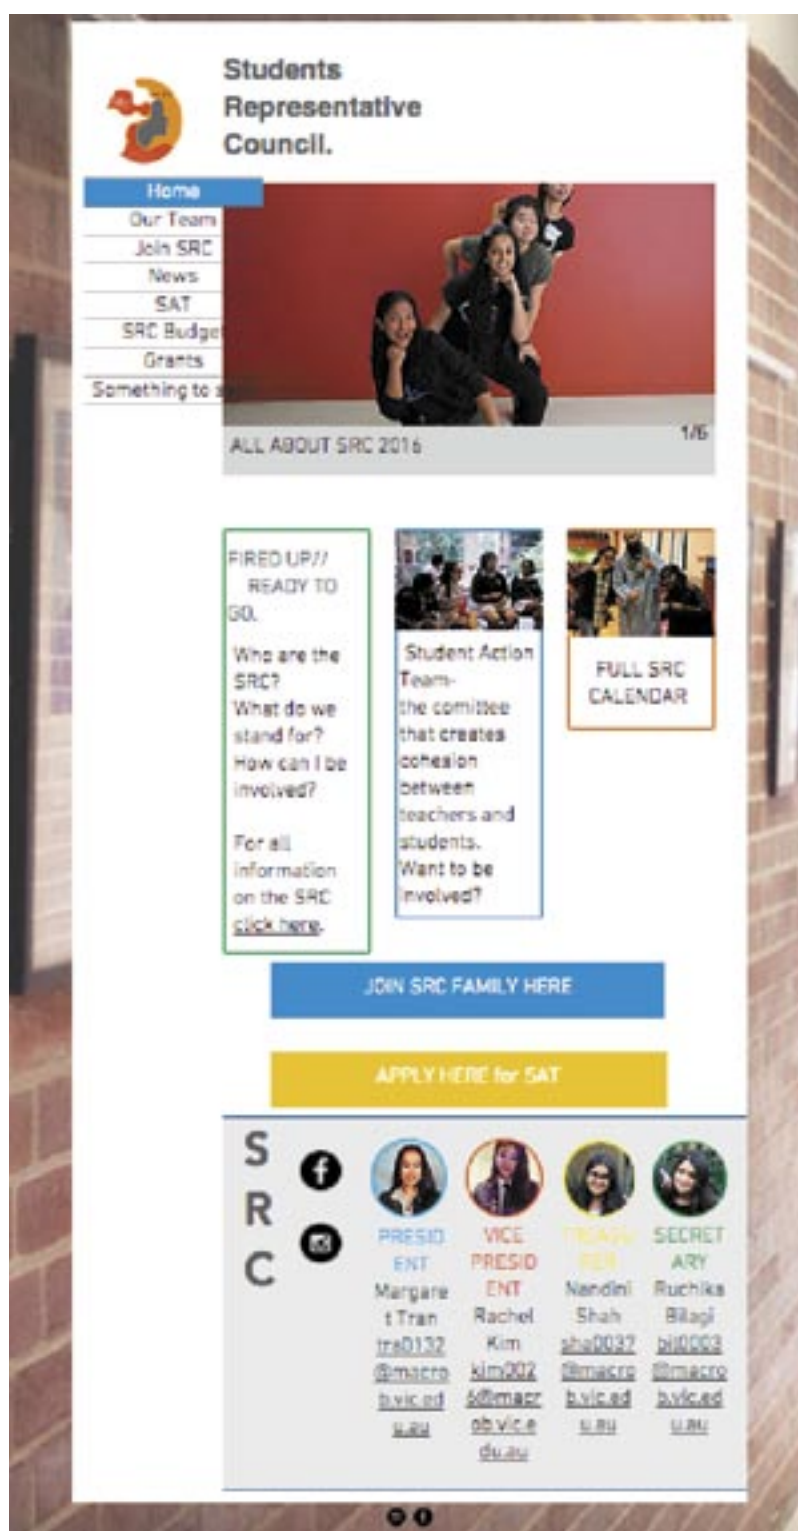 Students
Representative
Council.
Home
Our Team
Join SRC
News
SAT
SRC Budget
Grants
Something to
ALL ABOUT SRC 2016
1/6
FIRED UP//
READY TO
GO.
Who are the
SRC?
What do we
stand for?
How can I be
involved?
For all
information
on the SRC
click here.
Student Action
Team-
the comittee
that creates
cohesion
between
teachers and
students.
Want to be
involved?
FULL SRC
CALENDAR
JOIN SRC FAMILY HERE
APPLY HERE for SAT
S
R
C
PRESID
ENT
Margare
t Tran
tra0132
@macro
b.vic.ed
u.au
VICE
PRESID
ENT
Rachel
Kim
kim002
6@macr
ob.vic.e
du.au
TREASU
RER
Nandini
Shah
sha0037
@macro
b.vic.ed
u.au
SECRET
ARY
Ruchika
Bilagi
bil0003
@macro
b.vic.ed
u.au